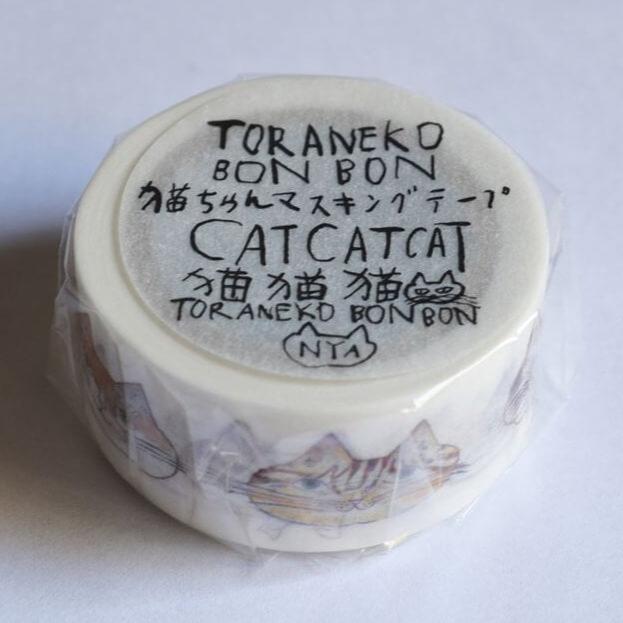 TORANEKO
BON BON
猫ちゃんマスキングテープ
CATCATCAT
猫猫猫
TORANEKO BONBON
NYA